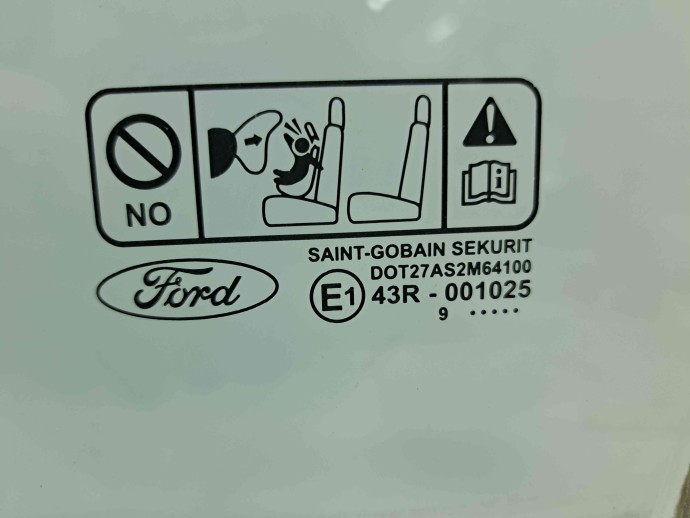 NO
SAINT-GOBAIN SEKURIT
DOT27AS2M64100
Ford
E1 43R - 001025
9 .....